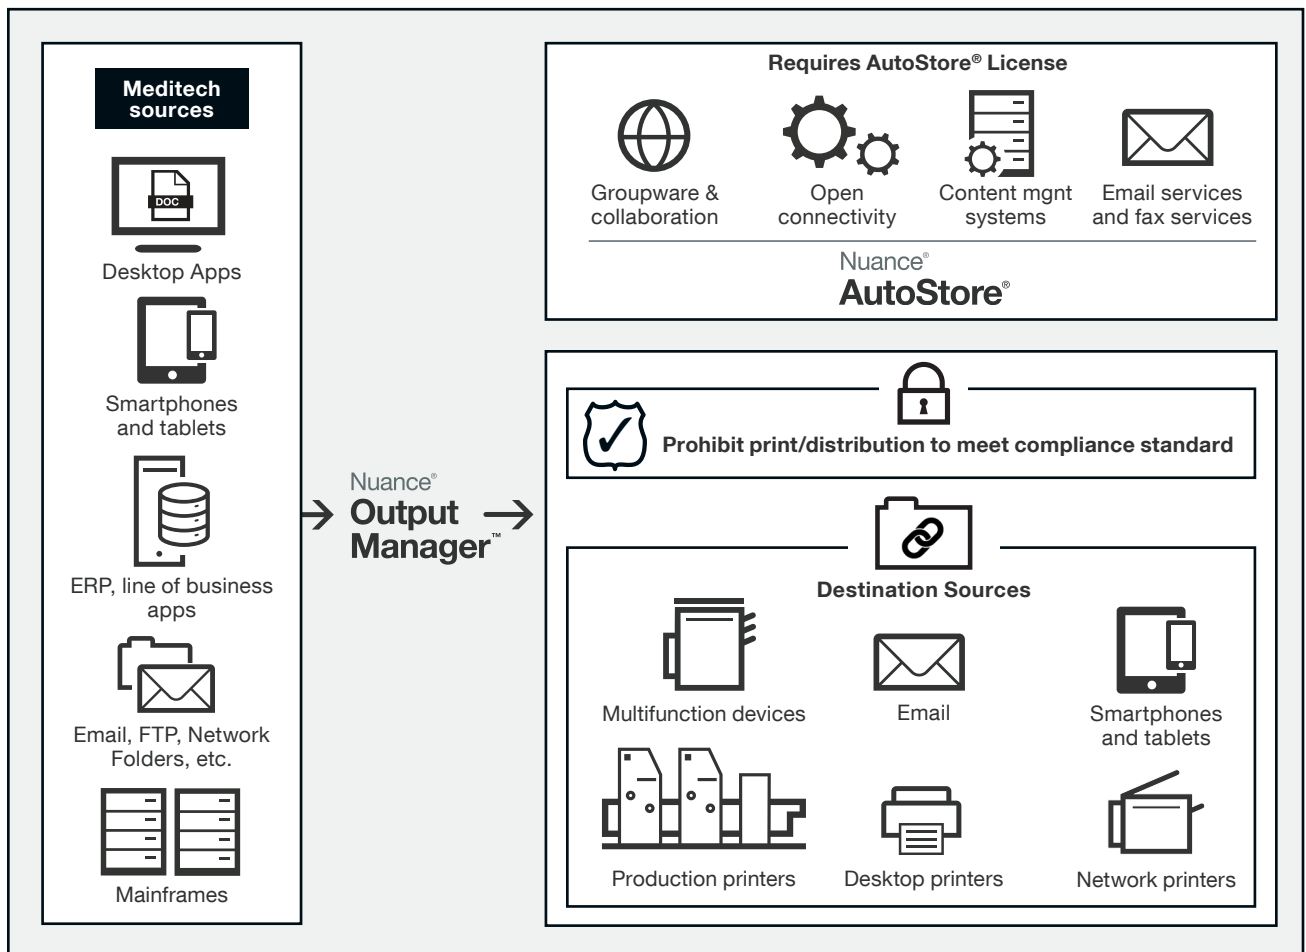 Meditech
sources
DOC
Desktop Apps
Smartphones
and tablets
ERP, line of business
apps
Email, FTP, Network
Folders, etc.
Mainframes
Nuance®
Output
Manager™
Requires AutoStore® License
Groupware &
collaboration
Open
connectivity
Content mgnt
systems
Email services
and fax services
Nuance®
AutoStore®
Prohibit print/distribution to meet compliance standard
Destination Sources
Multifunction devices
Email
Smartphones
and tablets
Production printers
Desktop printers
Network printers